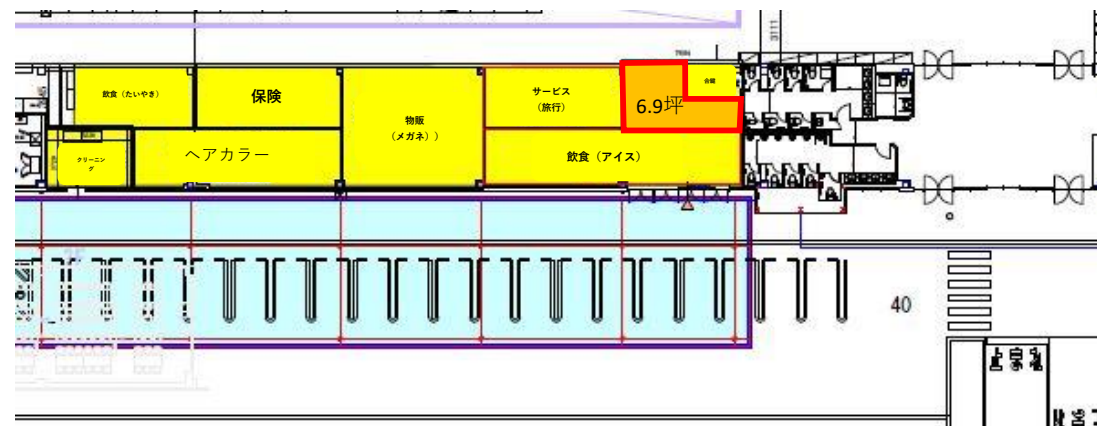 3111
飲食（たいやき）
保険
サービス
（旅行）
6.9坪
物販
（メガネ））
ヘアカラー
飲食（アイス）
クリーニン
グ
40